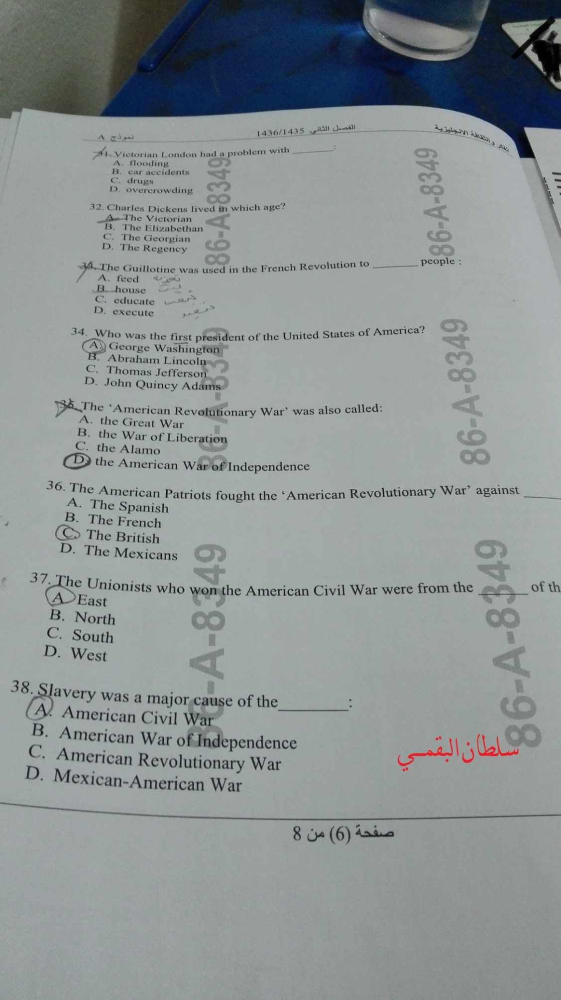 الفكر والثقافة الانجليزية
الفصل الثاني 1436/1435
نموذج A
31. Victorian London had a problem with ________:
A. flooding
B. car accidents
C. drugs
D. overcrowding
32. Charles Dickens lived in which age?
A. The Victorian
B. The Elizabethan
C. The Georgian
D. The Regency
33. The Guillotine was used in the French Revolution to ________ people :
A. feed
B. house
C. educate
D. execute
34. Who was the first president of the United States of America?
A. George Washington
B. Abraham Lincoln
C. Thomas Jefferson
D. John Quincy Adams
35. The ‘American Revolutionary War’ was also called:
A. the Great War
B. the War of Liberation
C. the Alamo
D. the American War of Independence
36. The American Patriots fought the ‘American Revolutionary War’ against ____
A. The Spanish
B. The French
C. The British
D. The Mexicans
37. The Unionists who won the American Civil War were from the ________ of th
A. East
B. North
C. South
D. West
38. Slavery was a major cause of the________:
A. American Civil War
B. American War of Independence
C. American Revolutionary War
D. Mexican-American War
سلطان البقمي
صفحة (6) من 8
86-A-8349
86-A-8349
86-A-8349
86-A-8349
86-A-8349
86-A-8349